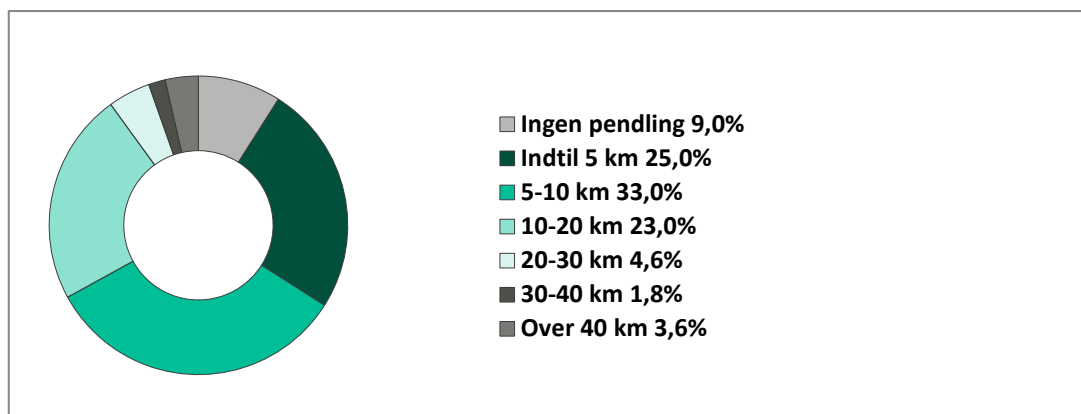 Ingen pendling 9,0%
Indtil 5 km 25,0%
5-10 km 33,0%
10-20 km 23,0%
20-30 km 4,6%
30-40 km 1,8%
Over 40 km 3,6%